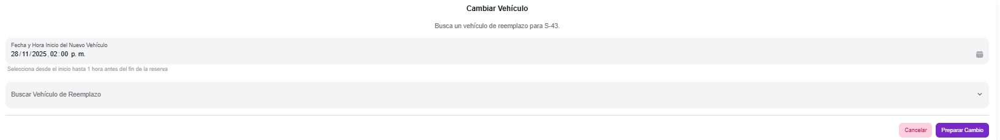 Cambiar Vehículo
Busca un vehículo de reemplazo para S-43.
Fecha y Hora Inicio del Nuevo Vehículo
28/11/2025, 02:00 p. m.
Selecciona desde el inicio hasta 1 hora antes del fin de la reserva
Buscar Vehículo de Reemplazo
Cancelar Preparar Cambio